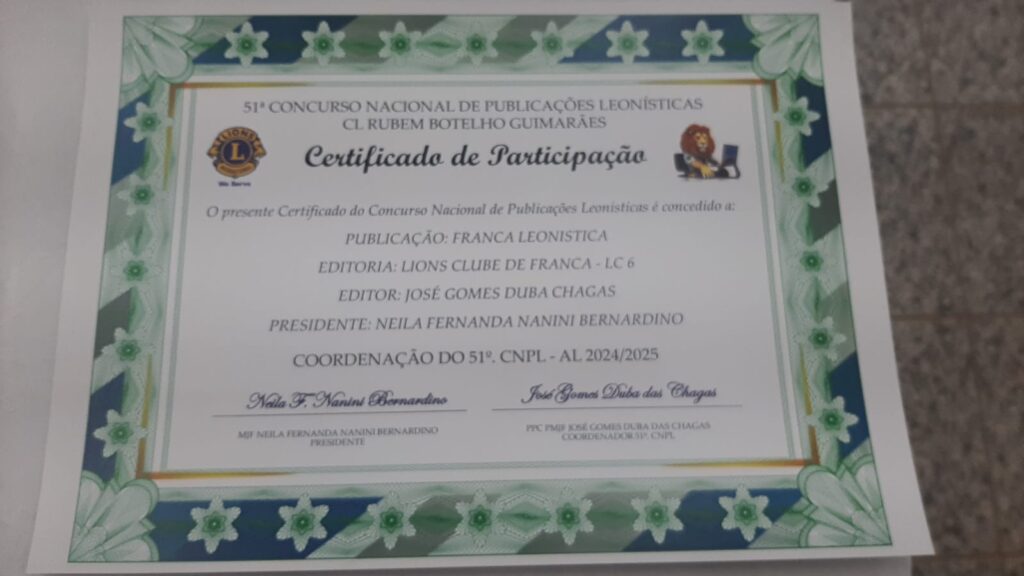 51ª CONCURSO NACIONAL DE PUBLICAÇÕES LEONÍSTICAS
CL RUBEM BOTELHO GUIMARÃES
LIONS
L
We Serve
Certificado de Participação
O presente Certificado do Concurso Nacional de Publicações Leonísticas é concedido a:
PUBLICAÇÃO: FRANCA LEONISTICA
EDITORIA: LIONS CLUBE DE FRANCA - LC 6
EDITOR: JOSÉ GOMES DUBA CHAGAS
PRESIDENTE: NEILA FERNANDA NANINI BERNARDINO
COORDENAÇÃO DO 51º. CNPL - AL 2024/2025
Neila F. Nanini Bernardino
MJF NEILA FERNANDA NANINI BERNARDINO
PRESIDENTE
José Gomes Duba das Chagas
PPC PMJF JOSÉ GOMES DUBA DAS CHAGAS
COORDENADOR 51º. CNPL